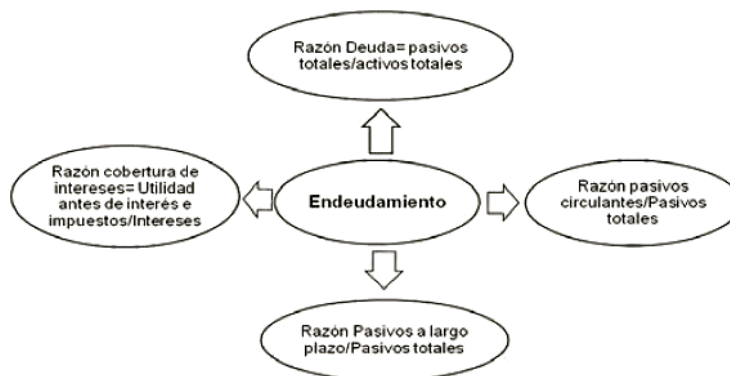 Razón Deuda= pasivos
totales/activos totales
Razón cobertura de
intereses= Utilidad
antes de interés e
impuestos/Intereses
Endeudamiento
Razón pasivos
circulantes/Pasivos
totales
Razón Pasivos a largo
plazo/Pasivos totales